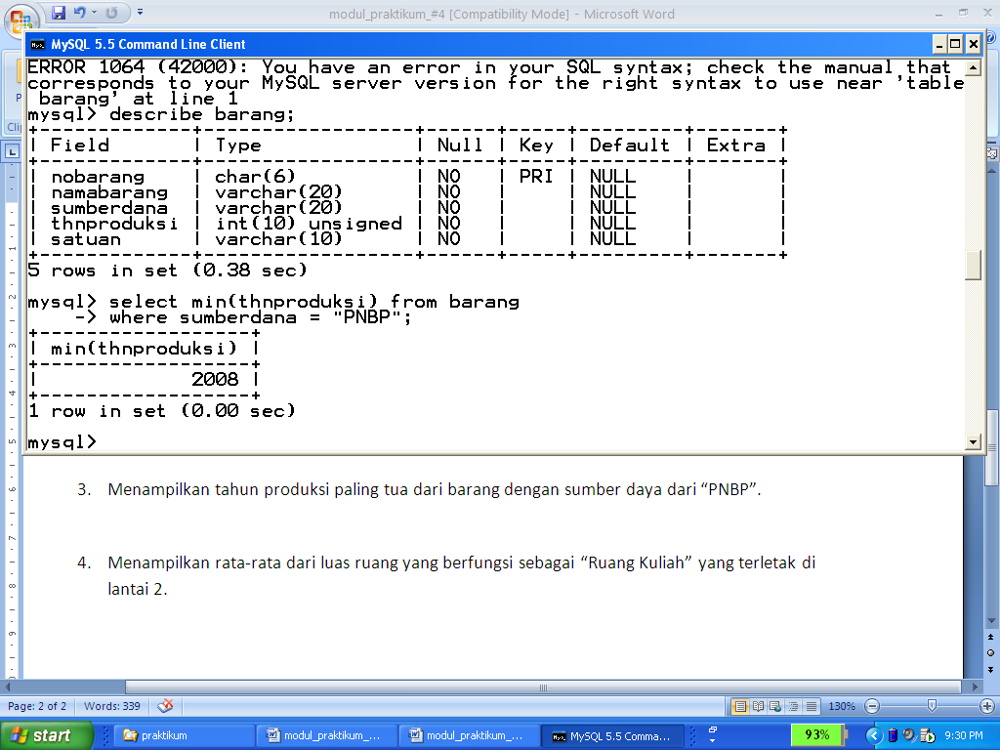 modul_praktikum_#4 [Compatibility Mode] - Microsoft Word
MySQL 5.5 Command Line Client
ERROR 1064 (42000): You have an error in your SQL syntax; check the manual that
corresponds to your MySQL server version for the right syntax to use near 'table
 barang' at line 1
mysql> describe barang;
+-------------+------------------+------+-----+---------+-------+
| Field       | Type             | Null | Key | Default | Extra |
+-------------+------------------+------+-----+---------+-------+
| nobarang    | char(6)          | NO   | PRI | NULL    |       |
| namabarang  | varchar(20)      | NO   |     | NULL    |       |
| sumberdana  | varchar(20)      | NO   |     | NULL    |       |
| thnproduksi | int(10) unsigned | NO   |     | NULL    |       |
| satuan      | varchar(10)      | NO   |     | NULL    |       |
+-------------+------------------+------+-----+---------+-------+
5 rows in set (0.38 sec)
mysql> select min(thnproduksi) from barang
    -> where sumberdana = "PNBP";
+------------------+
| min(thnproduksi) |
+------------------+
|             2008 |
+------------------+
1 row in set (0.00 sec)
mysql>
3. Menampilkan tahun produksi paling tua dari barang dengan sumber daya dari “PNBP”.
4. Menampilkan rata-rata dari luas ruang yang berfungsi sebagai “Ruang Kuliah” yang terletak di
lantai 2.
Page: 2 of 2 Words: 339 130%
start praktikum modul_praktikum_... modul_praktikum_... MySQL 5.5 Comma... 93% 9:30 PM